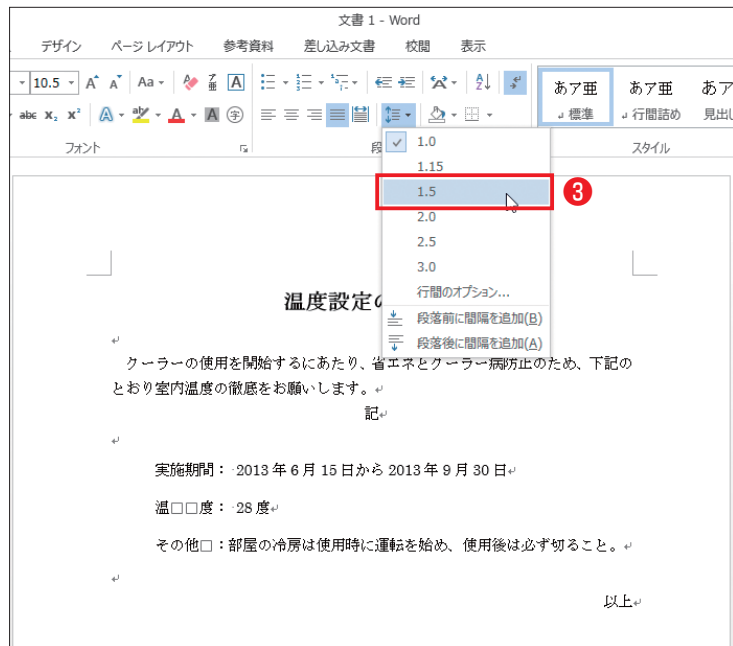 文書 1 - Word
デザイン ページ レイアウト 参考資料 差し込み文書 校閲 表示
10.5 A A Aa ア亜 A
abc x₂ x² A aby A A 字
あア亜 あア亜 あア
↲標準 ↲行間詰め 見出し
フォント 段 スタイル
1.0
1.15
1.5
❸
2.0
2.5
3.0
行間のオプション...
段落前に間隔を追加(B)
段落後に間隔を追加(A)
温度設定の
クーラーの使用を開始するにあたり、省エネとクーラー病防止のため、下記の
とおり室内温度の徹底をお願いします。↵
記↵
実施期間：2013 年 6 月 15 日から 2013 年 9 月 30 日↵
温□□度：28 度↵
その他□：部屋の冷房は使用時に運転を始め、使用後は必ず切ること。↵
以上↵